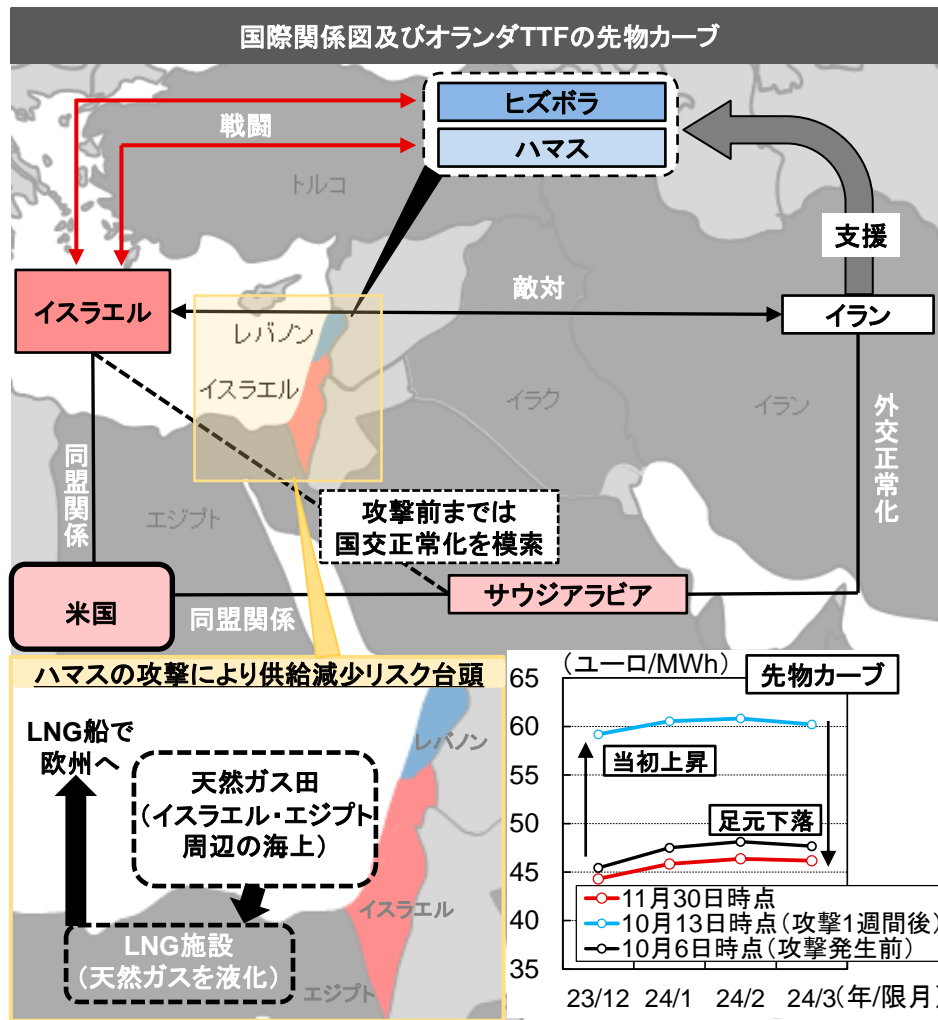 国際関係図及びオランダTTFの先物カーブ
ヒズボラ
戦闘
ハマス
トルコ
支援
イスラエル
敵対
イラン
レバノン
イスラエル
イラク
イラン
外交正常化
同盟関係
エジプト
攻撃前までは
国交正常化を模索
米国
同盟関係
サウジアラビア
ハマスの攻撃により供給減少リスク台頭
LNG船で
欧州へ
天然ガス田
(イスラエル・エジプト
周辺の海上)
レバノン
イスラエル
LNG施設
(天然ガスを液化)
エジプト
(ユーロ/MWh)
先物カーブ
65
60
55
50
45
40
35
当初上昇
足元下落
11月30日時点
10月13日時点(攻撃1週間後)
10月6日時点(攻撃発生前)
23/12 24/1 24/2 24/3(年/限月)